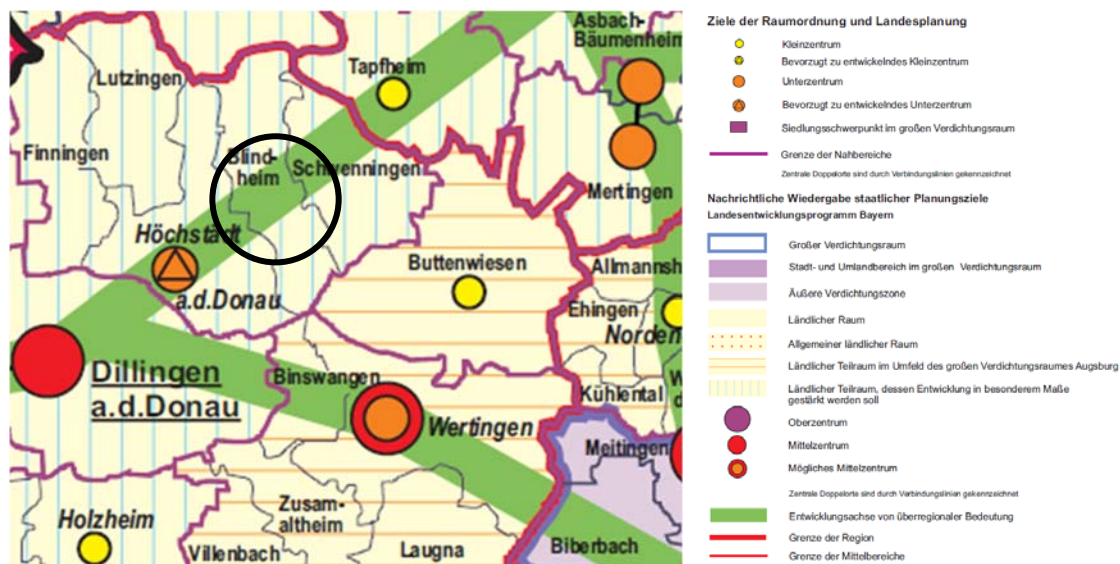 Asbach-
Bäumenheim
Tapfheim
Lutzingen
Finningen
Blind-
heim
Schwenningen
Mertingen
Höchstädt
a.d.Donau
Buttenwiesen
Allmannsh
Ehingen
Norden
Dillingen
a.d.Donau
Binswangen
Kühlental
Wertingen
Meitingen
Zusam-
altheim
Holzheim
Villenbach
Laugna
Biberbach
Ziele der Raumordnung und Landesplanung
Kleinzentrum
Bevorzugt zu entwickelndes Kleinzentrum
Unterzentrum
Bevorzugt zu entwickelndes Unterzentrum
Siedlungsschwerpunkt im großen Verdichtungsraum
Grenze der Nahbereiche
Zentrale Doppelorte sind durch Verbindungslinien gekennzeichnet
Nachrichtliche Wiedergabe staatlicher Planungsziele
Landesentwicklungsprogramm Bayern
Großer Verdichtungsraum
Stadt- und Umlandbereich im großen Verdichtungsraum
Äußere Verdichtungszone
Ländlicher Raum
Allgemeiner ländlicher Raum
Ländlicher Teilraum im Umfeld des großen Verdichtungsraumes Augsburg
Ländlicher Teilraum, dessen Entwicklung in besonderem Maße
gestärkt werden soll
Oberzentrum
Mittelzentrum
Mögliches Mittelzentrum
Zentrale Doppelorte sind durch Verbindungslinien gekennzeichnet
Entwicklungsachse von überregionaler Bedeutung
Grenze der Region
Grenze der Mittelbereiche